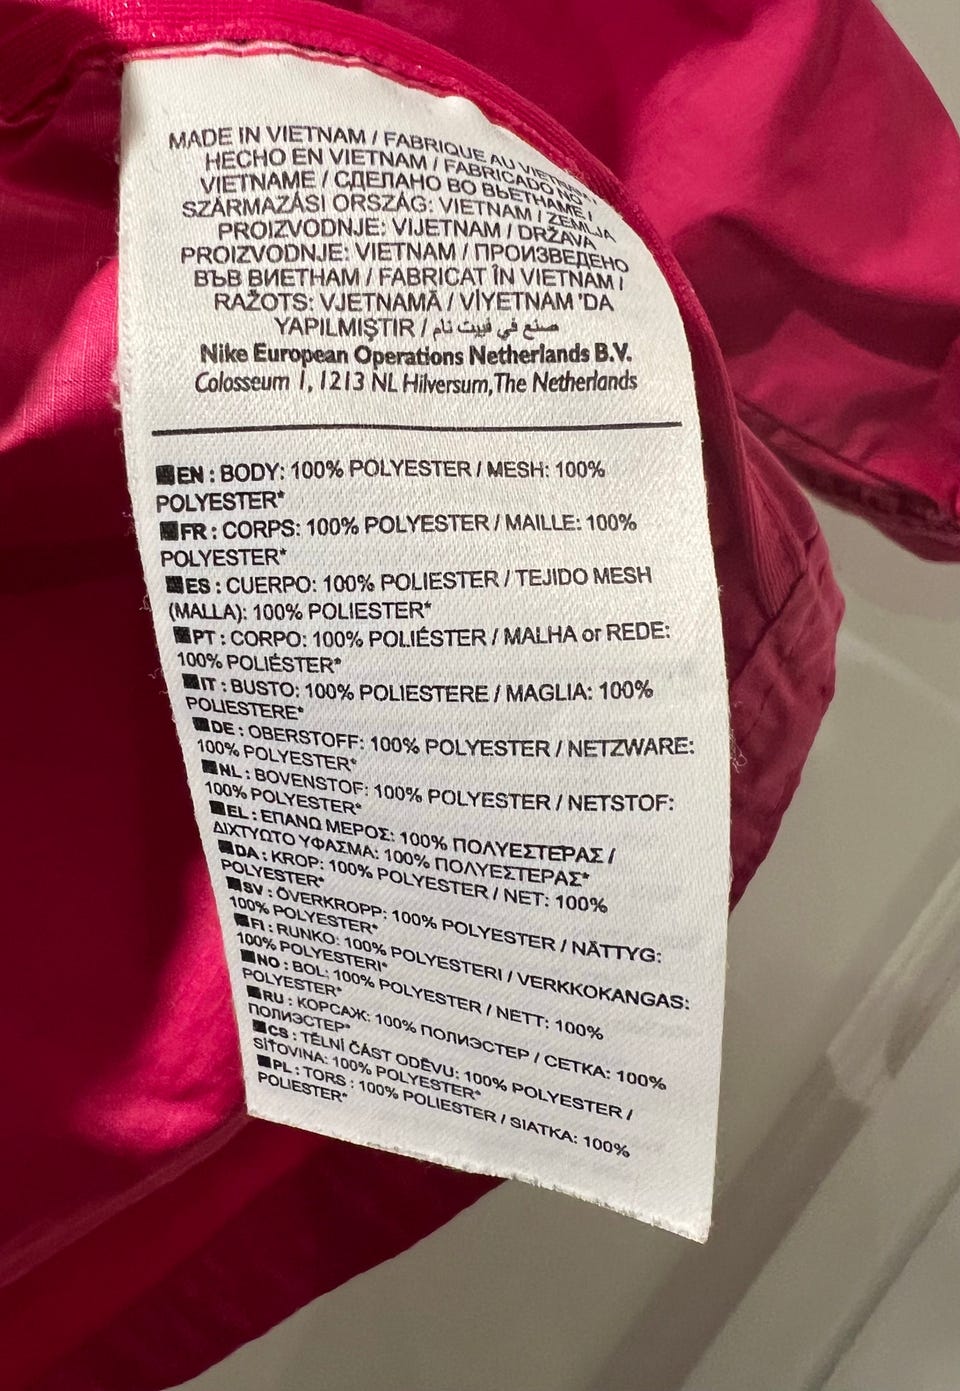 MADE IN VIETNAM / FABRIQUE AU VIETNAM /
HECHO EN VIETNAM / FABRICADO NO
VIETNAME / СДЕЛАНО ВО ВЬЕТНАМЕ /
SZÁRMAZÁSI ORSZÁG: VIETNAM / ZEMLJA
PROIZVODNJE: VIJETNAM / DRŽAVA
PROIZVODNJE: VIETNAM / ПРОИЗВЕДЕНО
ВЪВ ВИЕТНАМ / FABRICAT ÎN VIETNAM /
RAŽOTS: VJETNAMĀ / VİYETNAM 'DA
YAPILMIŞTIR / صنع في فييت نام
Nike European Operations Netherlands B.V.
Colosseum 1, 1213 NL Hilversum, The Netherlands
EN : BODY: 100% POLYESTER / MESH: 100%
POLYESTER*
FR : CORPS: 100% POLYESTER / MAILLE: 100%
POLYESTER*
ES : CUERPO: 100% POLIESTER / TEJIDO MESH
(MALLA): 100% POLIESTER*
PT : CORPO: 100% POLIÉSTER / MALHA or REDE:
100% POLIÉSTER*
IT : BUSTO: 100% POLIESTERE / MAGLIA: 100%
POLIESTERE*
DE : OBERSTOFF: 100% POLYESTER / NETZWARE:
100% POLYESTER*
NL : BOVENSTOF: 100% POLYESTER / NETSTOF:
100% POLYESTER*
EL : ΕΠΑΝΩ ΜΕΡΟΣ: 100% ΠΟΛΥΕΣΤΕΡΑΣ /
ΔΙΧΤΥΩΤΟ ΥΦΑΣΜΑ: 100% ΠΟΛΥΕΣΤΕΡΑΣ*
DA : KROP: 100% POLYESTER / NET: 100%
POLYESTER*
SV : ÖVERKROPP: 100% POLYESTER / NÄTTYG:
100% POLYESTER*
FI : RUNKO: 100% POLYESTERI / VERKKOKANGAS:
100% POLYESTERI*
NO : BOL: 100% POLYESTER / NETT: 100%
POLYESTER*
RU : КОРСАЖ: 100% ПОЛИЭСТЕР / СЕТКА: 100%
ПОЛИЭСТЕР*
CS : TĚLNÍ ČÁST ODĚVU: 100% POLYESTER /
SÍŤOVINA: 100% POLYESTER*
PL : TORS : 100% POLIESTER / SIATKA: 100%
POLIESTER*